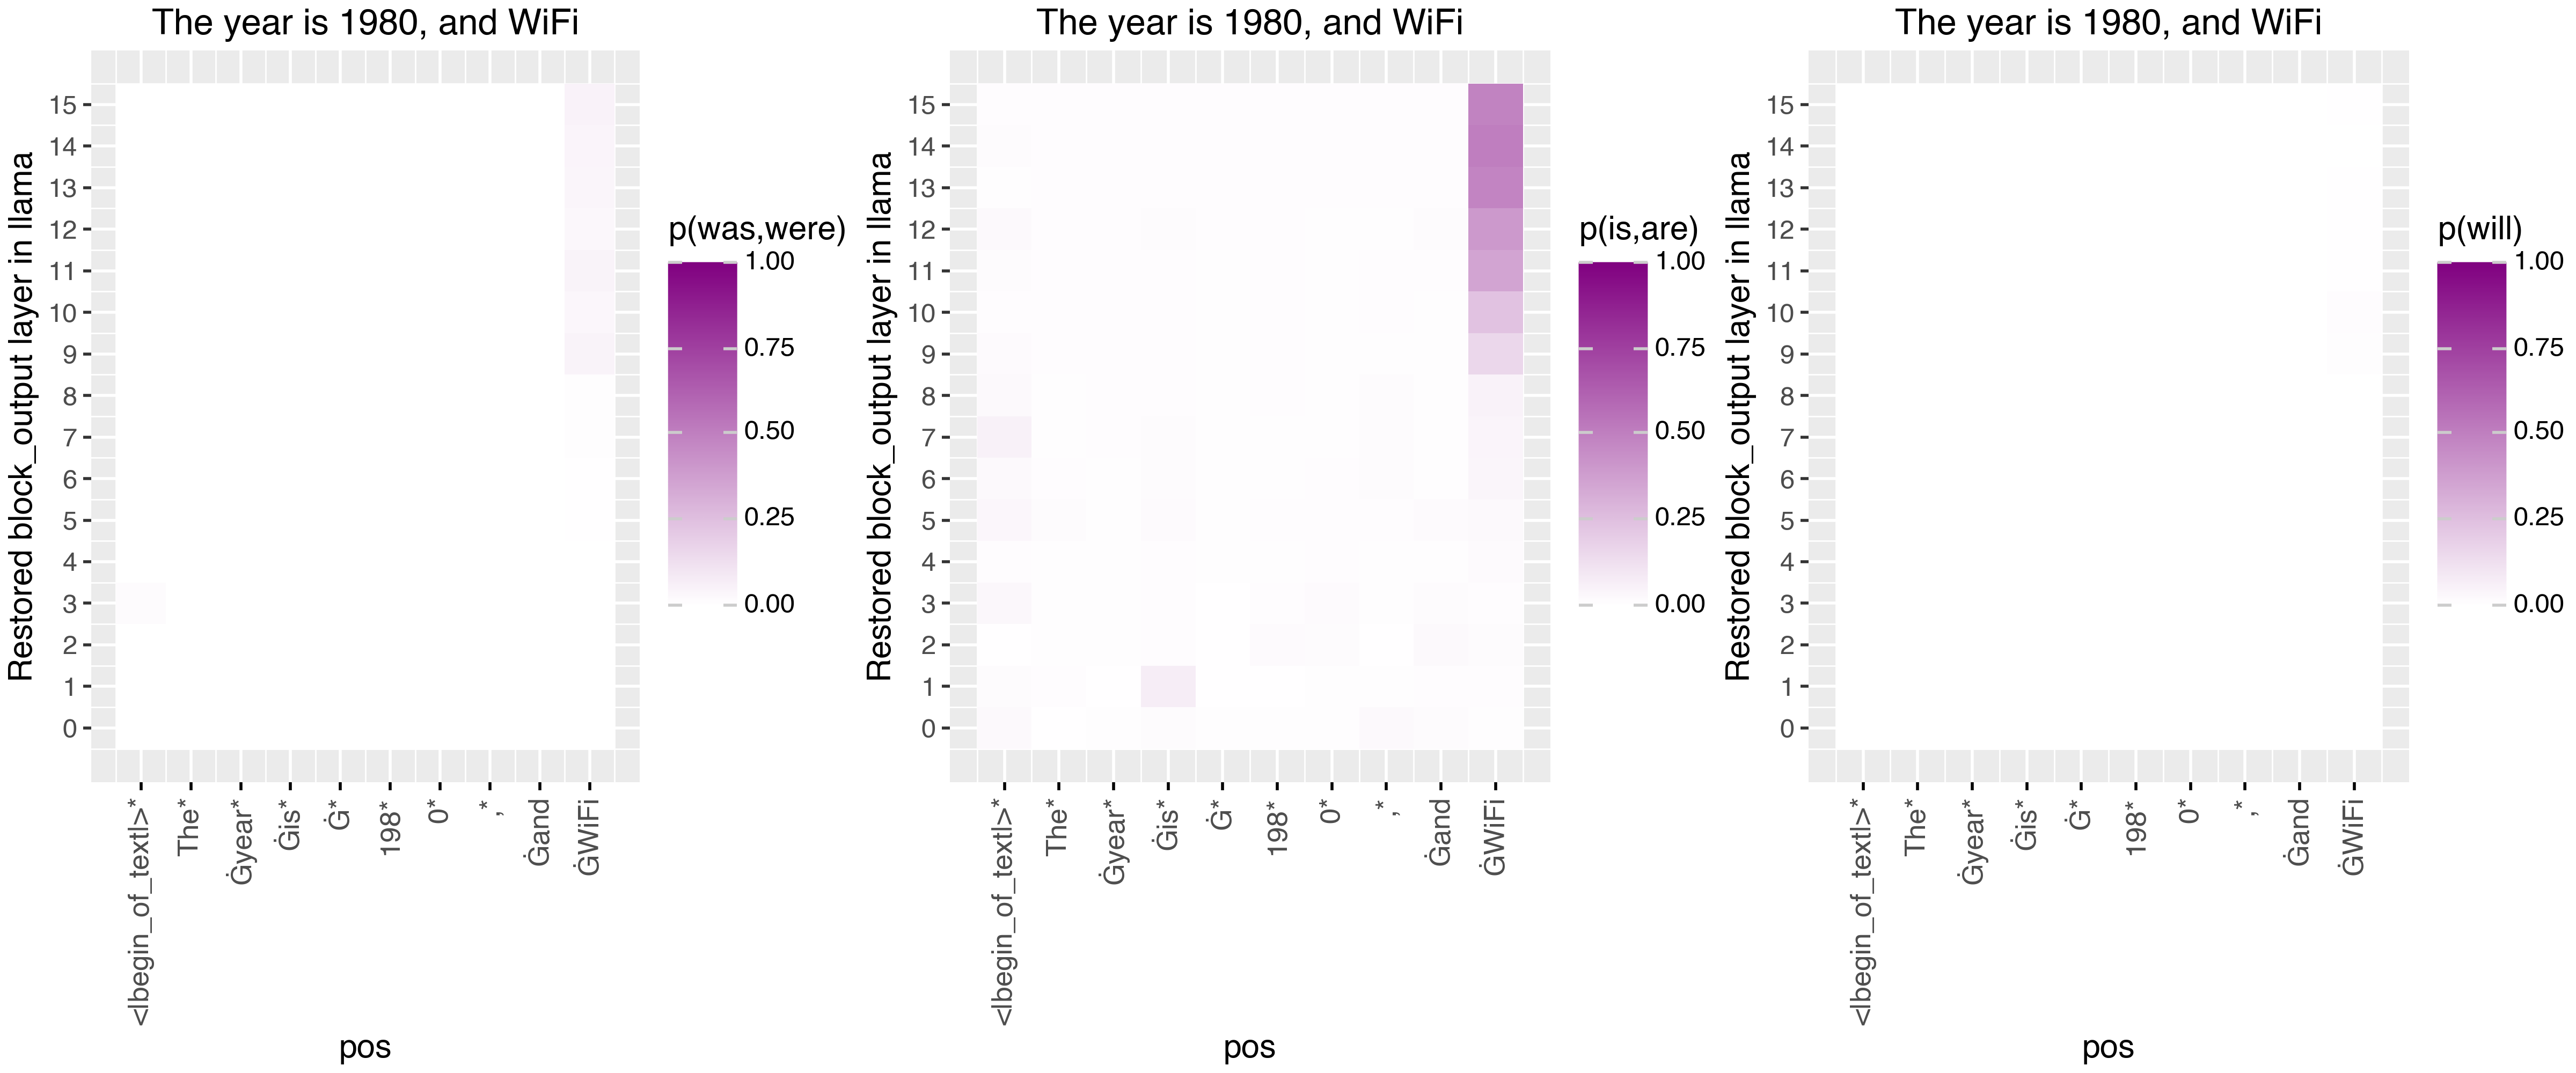 The year is 1980, and WiFi
Restored block_output layer in llama
15
14
13
12
11
10
9
8
7
6
5
4
3
2
1
0
<|begin_of_text|>*
The*
Ġyear*
Ġis*
Ġ*
198*
0*
,*
Ġand
ĠWiFi
pos
p(was,were)
1.00
0.75
0.50
0.25
0.00
The year is 1980, and WiFi
Restored block_output layer in llama
15
14
13
12
11
10
9
8
7
6
5
4
3
2
1
0
<|begin_of_text|>*
The*
Ġyear*
Ġis*
Ġ*
198*
0*
,*
Ġand
ĠWiFi
pos
p(is,are)
1.00
0.75
0.50
0.25
0.00
The year is 1980, and WiFi
Restored block_output layer in llama
15
14
13
12
11
10
9
8
7
6
5
4
3
2
1
0
<|begin_of_text|>*
The*
Ġyear*
Ġis*
Ġ*
198*
0*
,*
Ġand
ĠWiFi
pos
p(will)
1.00
0.75
0.50
0.25
0.00